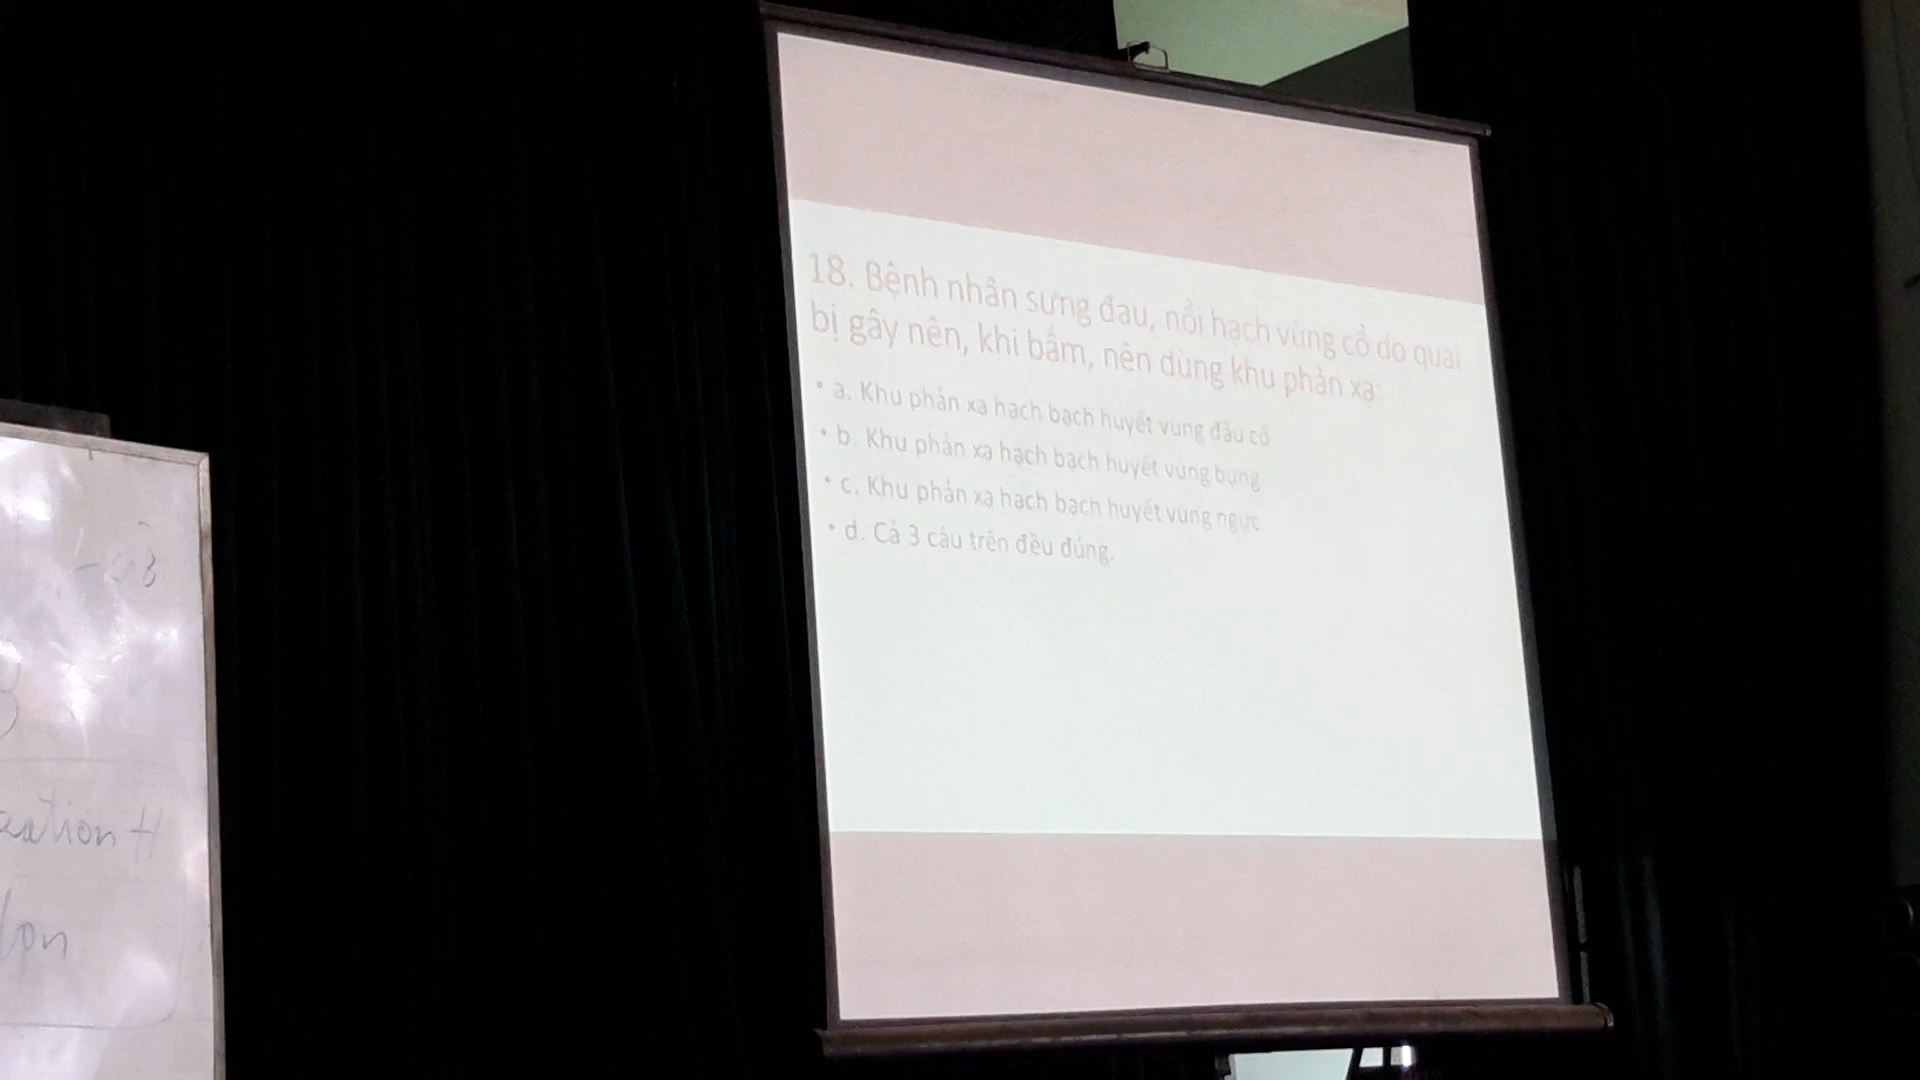 18. Bệnh nhân sưng đau, nổi hạch vùng cổ do quai
bị gây nên, khi bấm, nên dùng khu phản xạ:
• a. Khu phản xạ hạch bạch huyết vùng đầu cổ
• b. Khu phản xạ hạch bạch huyết vùng bụng
• c. Khu phản xạ hạch bạch huyết vùng ngực
• d. Cả 3 câu trên đều đúng.